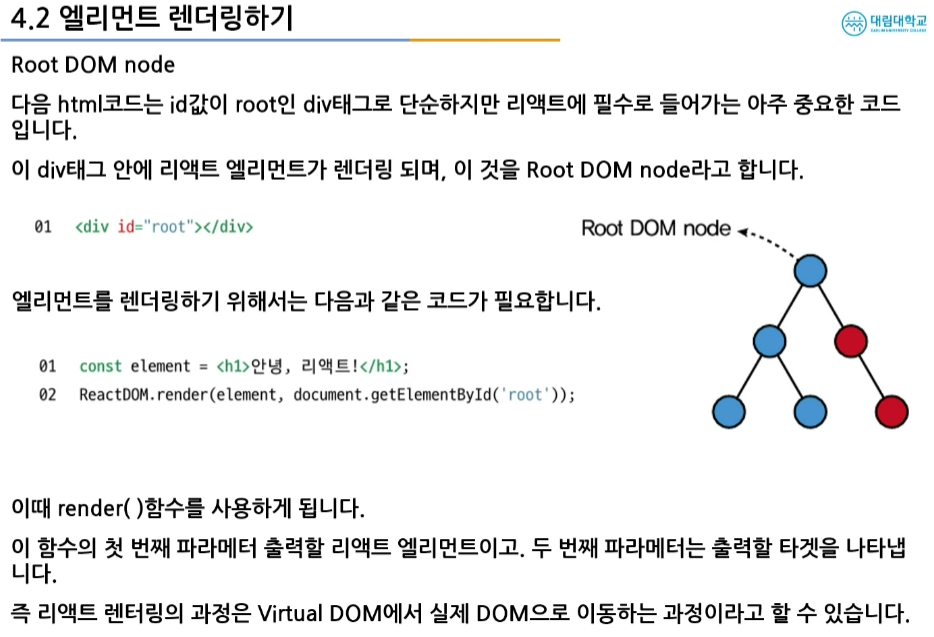 4.2 엘리먼트 렌더링하기
대림대학교
DAELIM UNIVERSITY COLLEGE
Root DOM node
다음 html코드는 id값이 root인 div태그로 단순하지만 리액트에 필수로 들어가는 아주 중요한 코드
입니다.
이 div태그 안에 리액트 엘리먼트가 렌더링 되며, 이 것을 Root DOM node라고 합니다.
01 <div id="root"></div>
Root DOM node
엘리먼트를 렌더링하기 위해서는 다음과 같은 코드가 필요합니다.
01 const element = <h1>안녕, 리액트!</h1>;
02 ReactDOM.render(element, document.getElementById('root'));
이때 render( )함수를 사용하게 됩니다.
이 함수의 첫 번째 파라메터 출력할 리액트 엘리먼트이고. 두 번째 파라메터는 출력할 타겟을 나타냅
니다.
즉 리액트 렌터링의 과정은 Virtual DOM에서 실제 DOM으로 이동하는 과정이라고 할 수 있습니다.